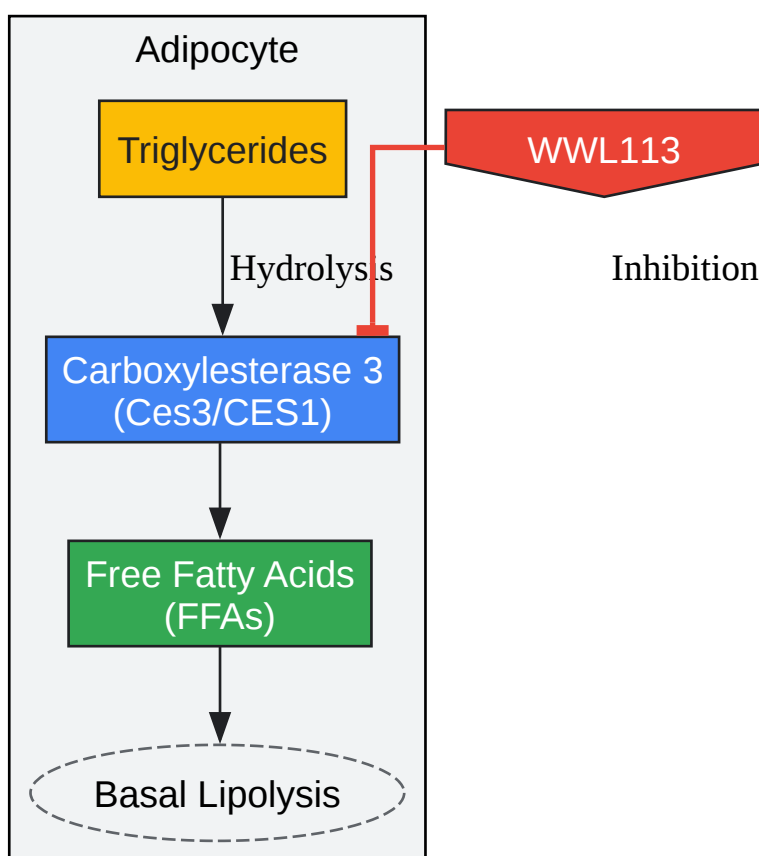 Adipocyte
Triglycerides
WWL113
Hydrolysis
Inhibition
Carboxylesterase 3
(Ces3/CES1)
Free Fatty Acids
(FFAs)
Basal Lipolysis